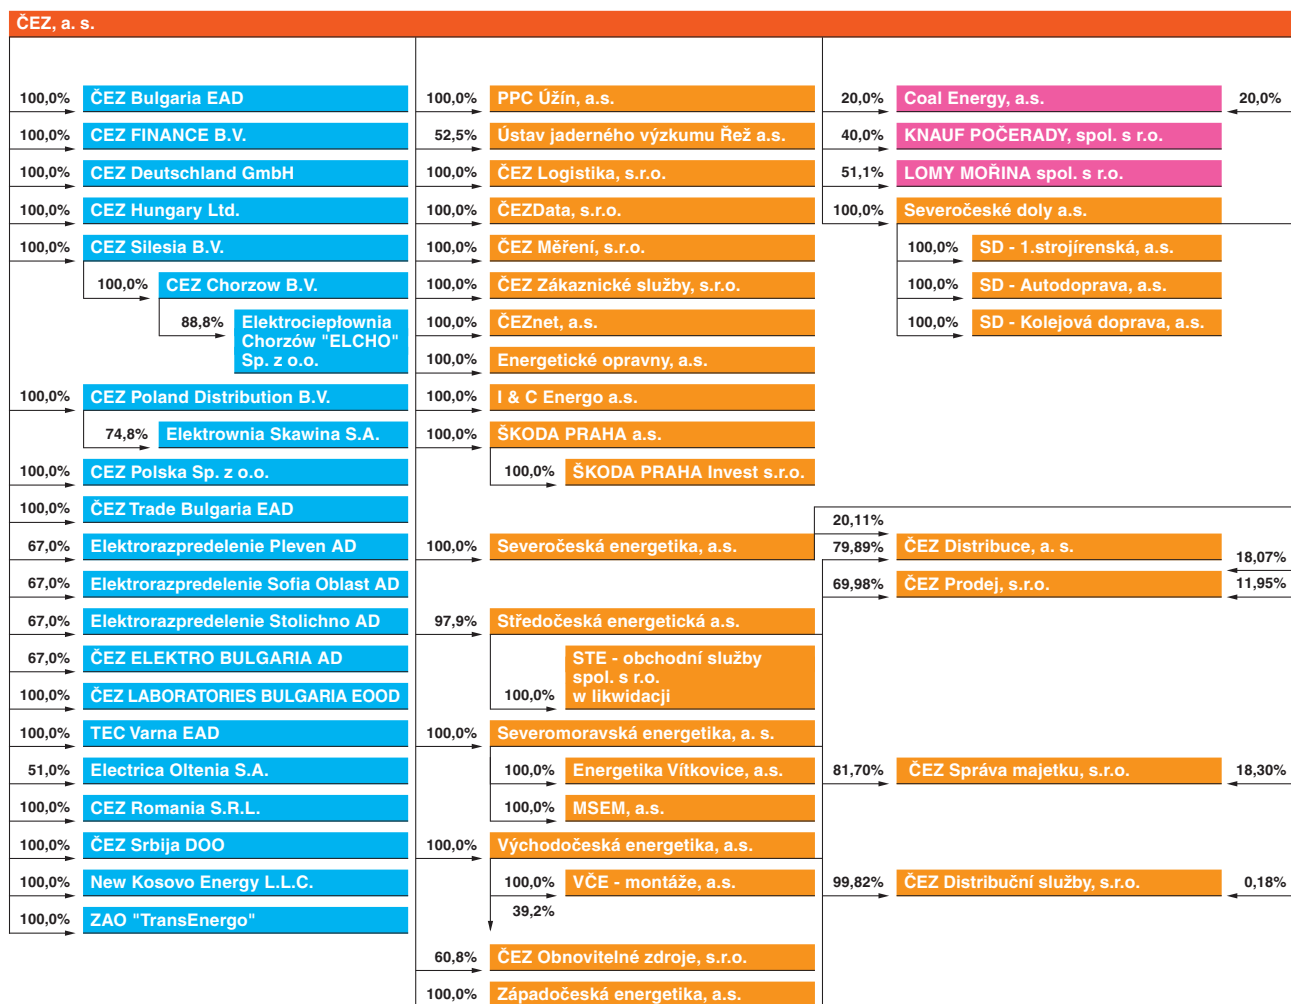 ČEZ, a. s.
100,0% ČEZ Bulgaria EAD
100,0% CEZ FINANCE B.V.
100,0% CEZ Deutschland GmbH
100,0% CEZ Hungary Ltd.
100,0% CEZ Silesia B.V.
100,0% CEZ Chorzow B.V.
88,8% Elektrociepłownia
Chorzów "ELCHO"
Sp. z o.o.
100,0% CEZ Poland Distribution B.V.
74,8% Elektrownia Skawina S.A.
100,0% CEZ Polska Sp. z o.o.
100,0% ČEZ Trade Bulgaria EAD
67,0% Elektrorazpredelenie Pleven AD
67,0% Elektrorazpredelenie Sofia Oblast AD
67,0% Elektrorazpredelenie Stolichno AD
67,0% ČEZ ELEKTRO BULGARIA AD
100,0% ČEZ LABORATORIES BULGARIA EOOD
100,0% TEC Varna EAD
51,0% Electrica Oltenia S.A.
100,0% CEZ Romania S.R.L.
100,0% ČEZ Srbija DOO
100,0% New Kosovo Energy L.L.C.
100,0% ZAO "TransEnergo"
100,0% PPC Úžín, a.s.
52,5% Ústav jaderného výzkumu Řež a.s.
100,0% ČEZ Logistika, s.r.o.
100,0% ČEZData, s.r.o.
100,0% ČEZ Měření, s.r.o.
100,0% ČEZ Zákaznické služby, s.r.o.
100,0% ČEZnet, a.s.
100,0% Energetické opravny, a.s.
100,0% I & C Energo a.s.
100,0% ŠKODA PRAHA a.s.
100,0% ŠKODA PRAHA Invest s.r.o.
100,0% Severočeská energetika, a.s.
97,9% Středočeská energetická a.s.
STE - obchodní služby
spol. s r.o.
100,0% w likwidacji
100,0% Severomoravská energetika, a. s.
100,0% Energetika Vítkovice, a.s.
100,0% MSEM, a.s.
100,0% Východočeská energetika, a.s.
100,0% VČE - montáže, a.s.
39,2%
60,8% ČEZ Obnovitelné zdroje, s.r.o.
100,0% Západočeská energetika, a.s.
20,0% Coal Energy, a.s. 20,0%
40,0% KNAUF POČERADY, spol. s r.o.
51,1% LOMY MOŘINA spol. s r.o.
100,0% Severočeské doly a.s.
100,0% SD - 1.strojírenská, a.s.
100,0% SD - Autodoprava, a.s.
100,0% SD - Kolejová doprava, a.s.
20,11%
79,89% ČEZ Distribuce, a. s. 18,07%
69,98% ČEZ Prodej, s.r.o. 11,95%
81,70% ČEZ Správa majetku, s.r.o. 18,30%
99,82% ČEZ Distribuční služby, s.r.o. 0,18%